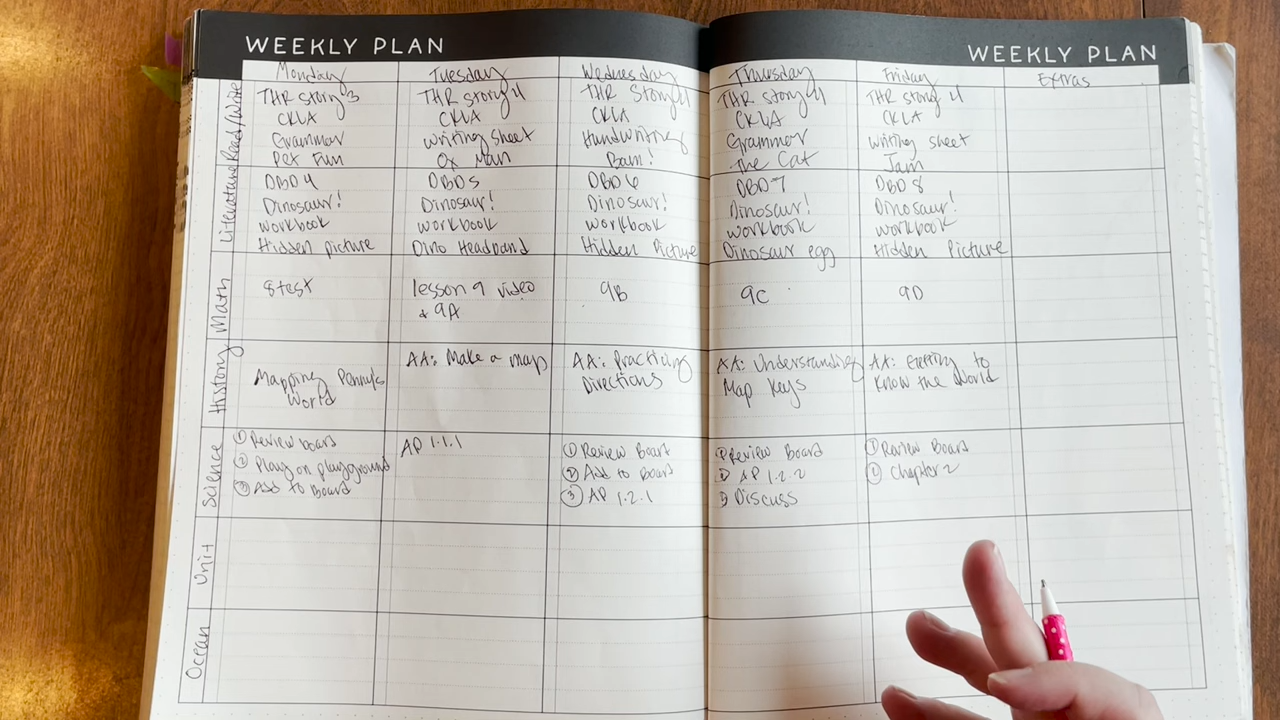 WEEKLY PLAN
WEEKLY PLAN
Monday
Tuesday
Wednesday
Thursday
Friday
Extras
Literature Read/Write
THR Story 3
CKLA
Grammar
Pet Fun
THR Story 4
CKLA
Writing sheet
Ox Man
THR Story 4
CKLA
Handwriting
Bam!
THR Story 4
CKLA
Grammar
The Cat
THR Story 4
CKLA
Writing sheet
Jam
DBD 4
Dinosaur!
Workbook
Hidden Picture
DBD 5
Dinosaur!
Workbook
Dino Headband
DBD 6
Dinosaur!
Workbook
Hidden Picture
DBD 7
Dinosaur!
Workbook
Dinosaur egg
DBD 8
Dinosaur!
Workbook
Hidden Picture
Math
8 test
lesson 9 video
+ 9A
9B
9C
9D
History
Mapping Penny's
World
AA: Make a map
AA: Practicing
Directions
AA: Understanding
Map Keys
AA: Getting to
Know the World
Science
① Review board
② Play on playground
③ Add to Board
AP 1.1.1
① Review Board
② Add to Board
③ AP 1.2.1
① Review Board
② AP 1.2.2
③ Discuss
① Review Board
② Chapter 2
Unit
Ocean